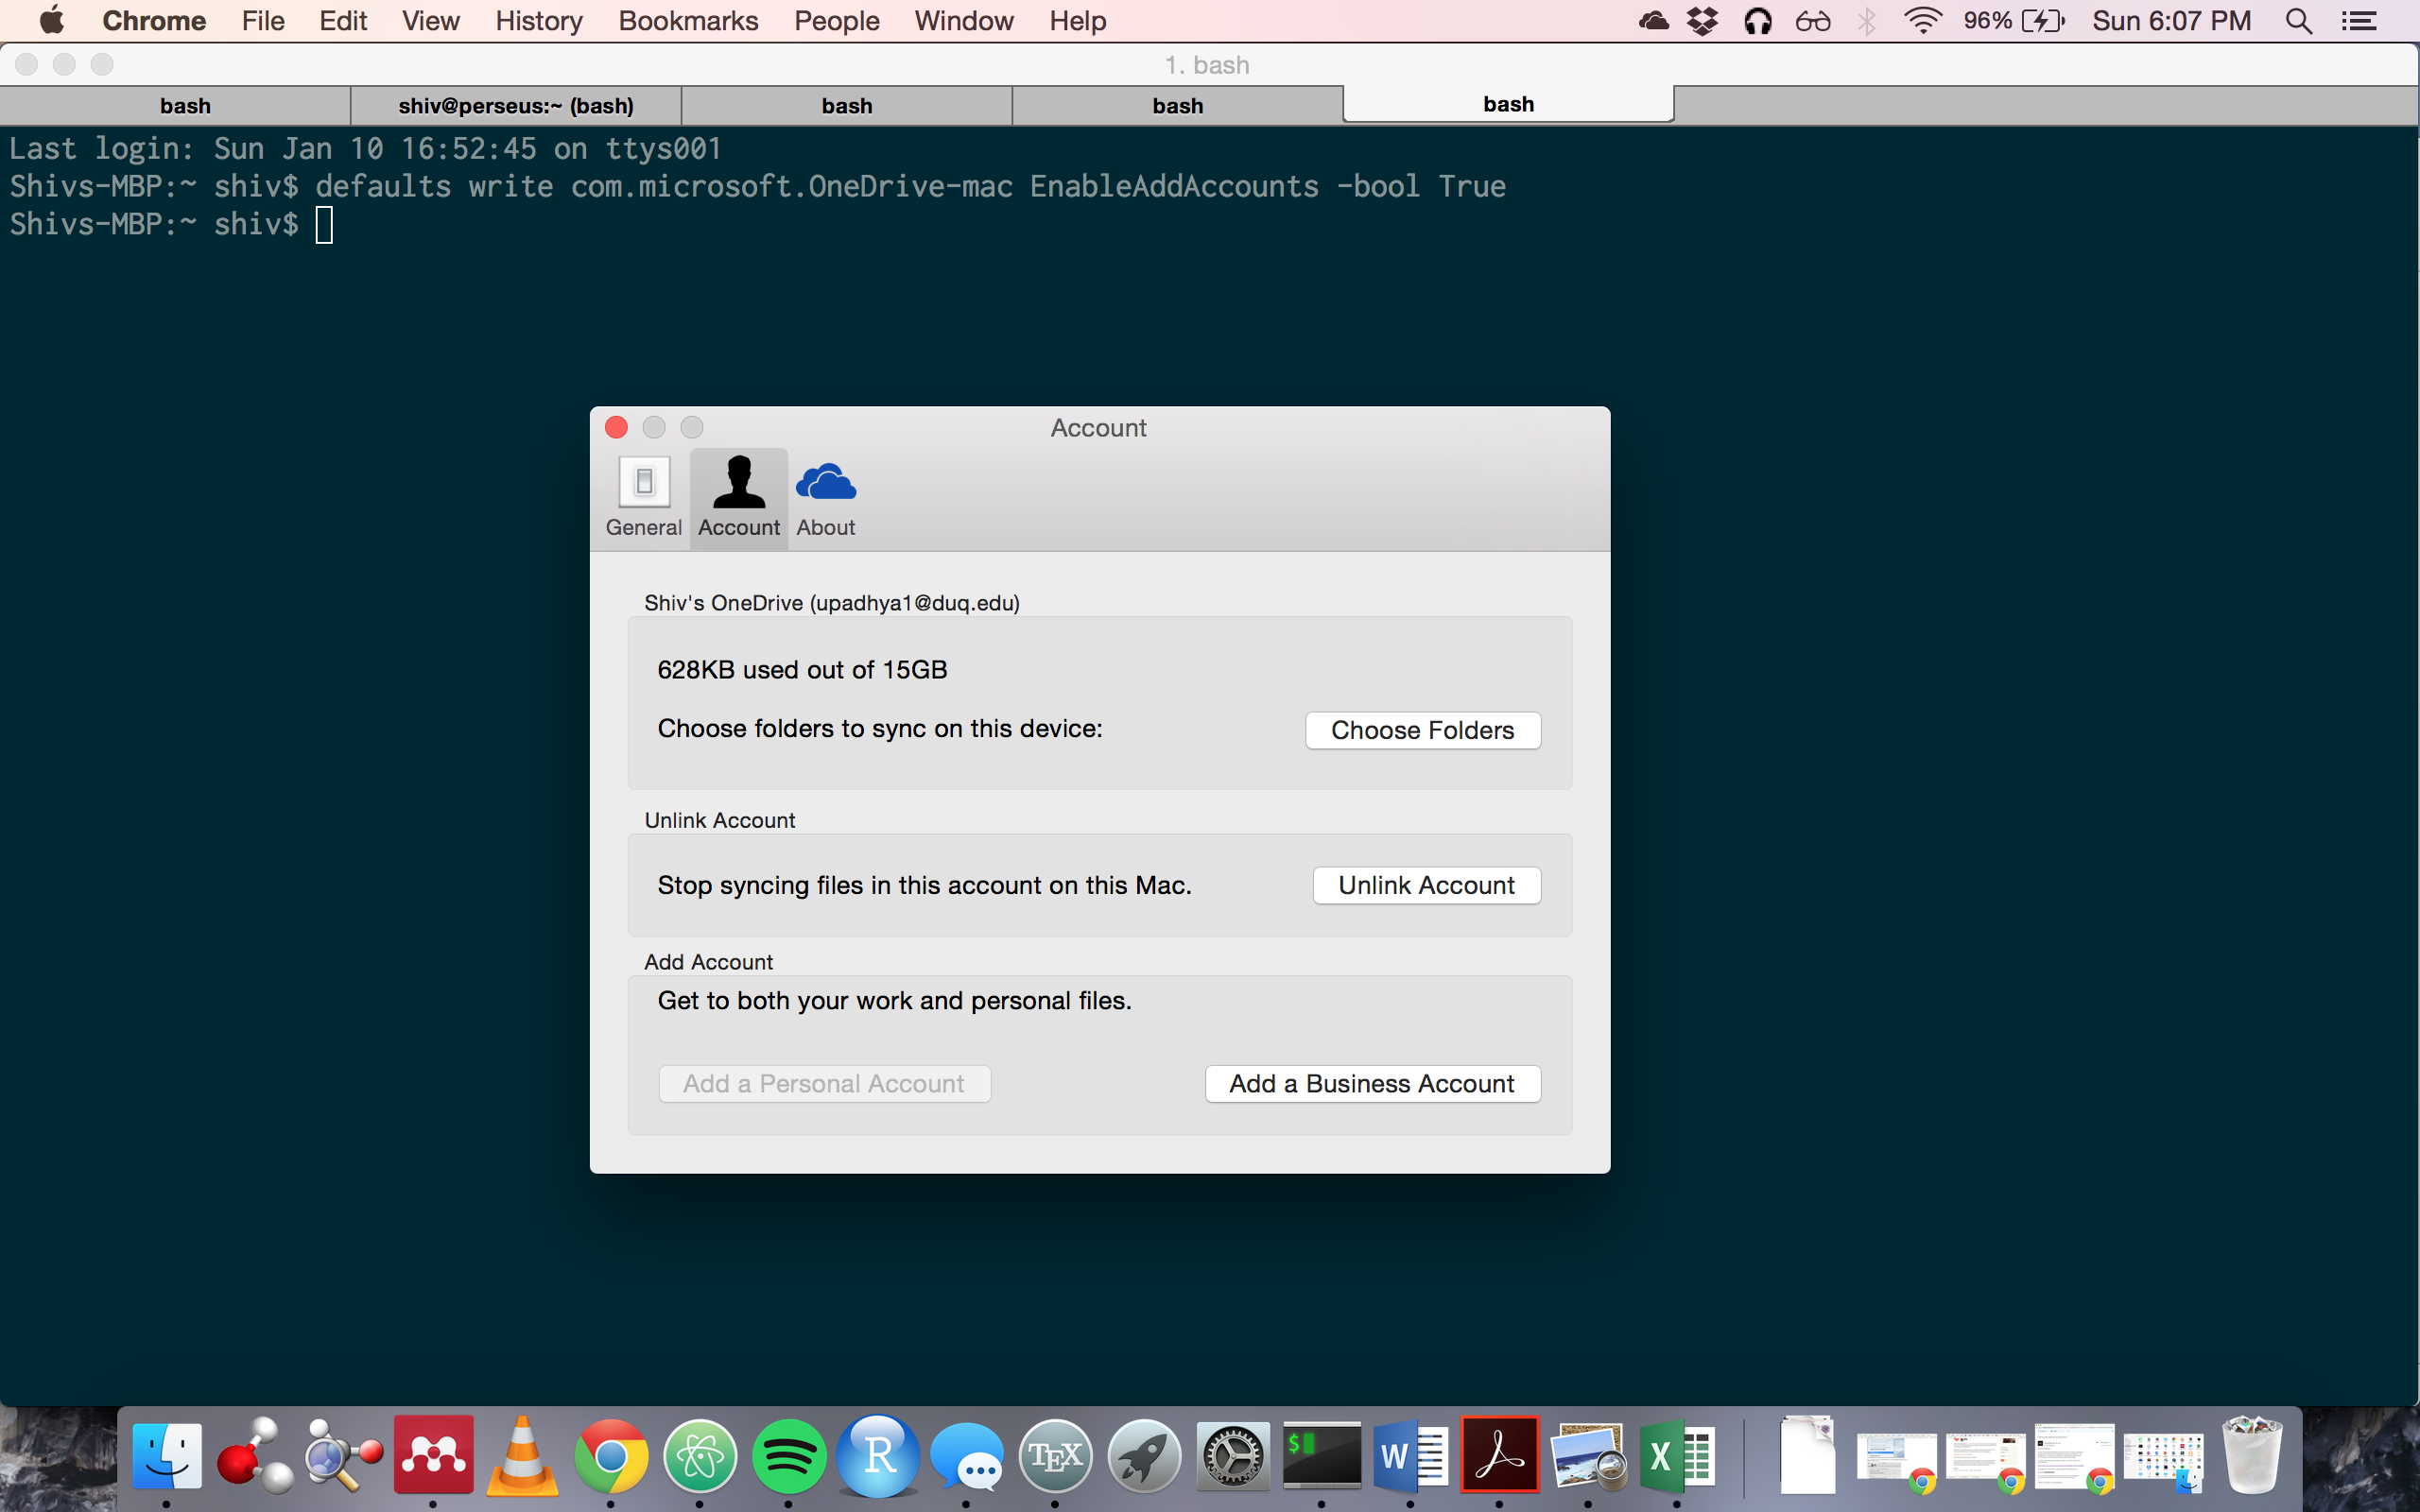 Chrome File Edit View History Bookmarks People Window Help 96% Sun 6:07 PM
1. bash
bash shiv@perseus:~ (bash) bash bash bash
Last login: Sun Jan 10 16:52:45 on ttys001
Shivs-MBP:~ shiv$ defaults write com.microsoft.OneDrive-mac EnableAddAccounts -bool True
Shivs-MBP:~ shiv$
Account
General Account About
Shiv's OneDrive (upadhya1@duq.edu)
628KB used out of 15GB
Choose folders to sync on this device: Choose Folders
Unlink Account
Stop syncing files in this account on this Mac. Unlink Account
Add Account
Get to both your work and personal files.
Add a Personal Account Add a Business Account
R TEX $ W X